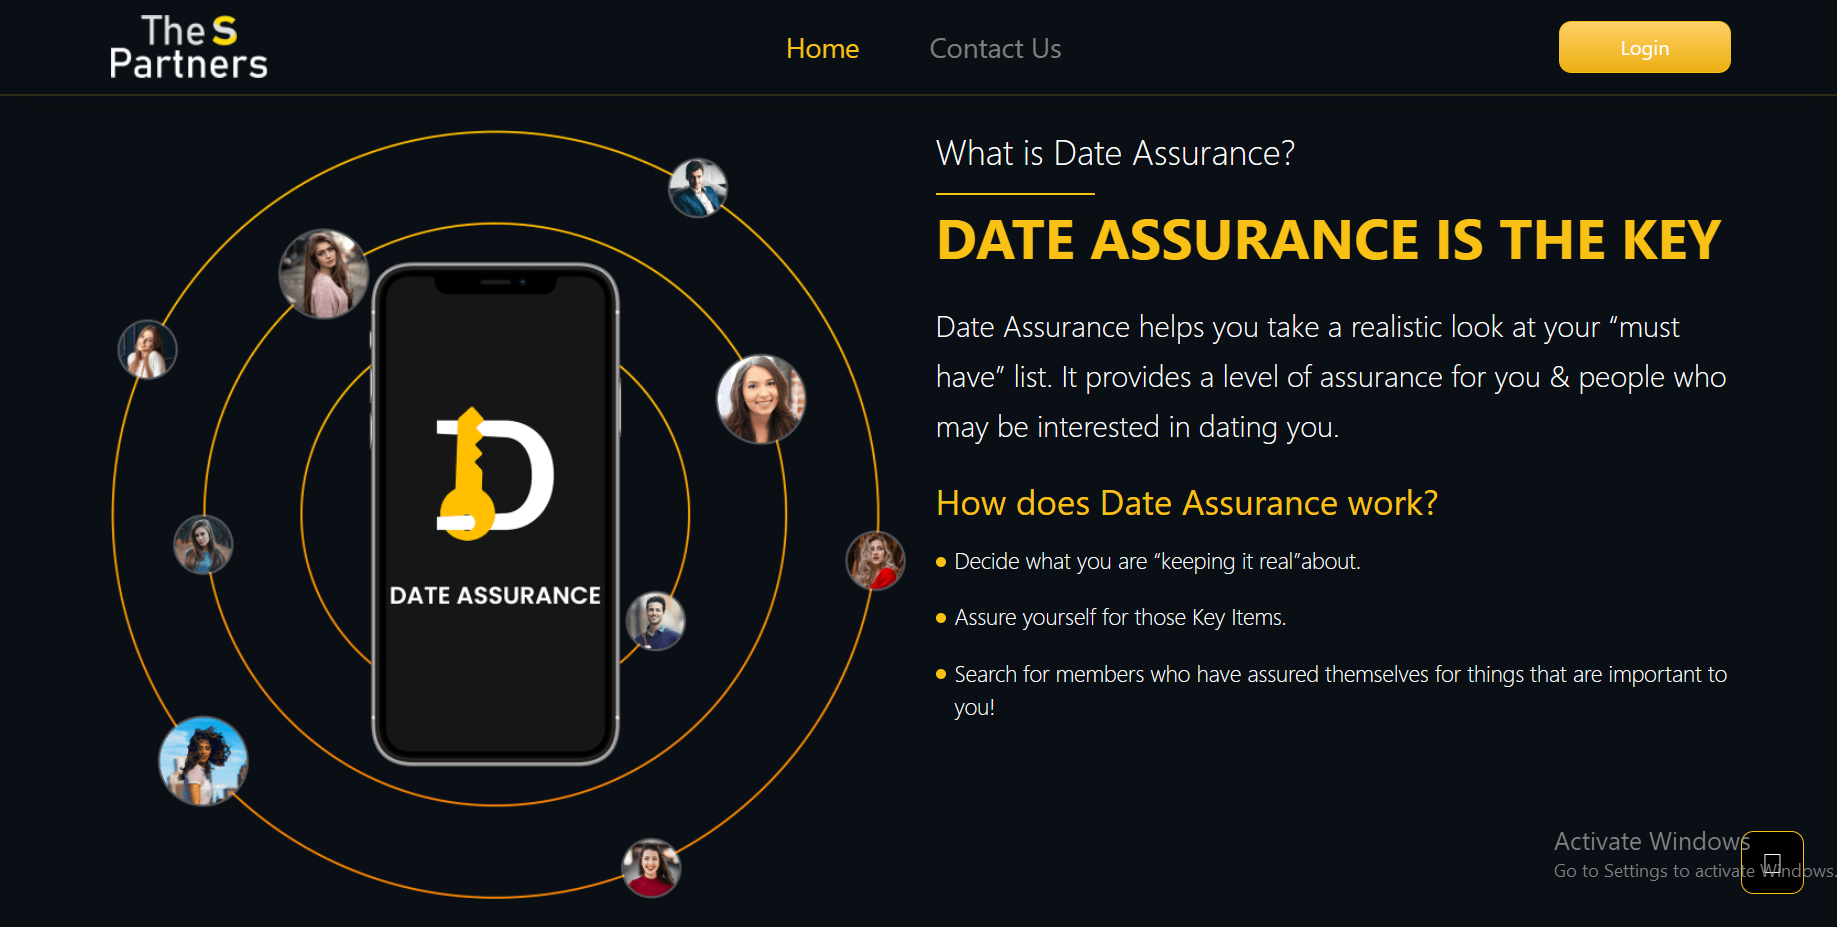 The S
Partners
Home
Contact Us
Login
What is Date Assurance?
DATE ASSURANCE IS THE KEY
Date Assurance helps you take a realistic look at your “must
have” list. It provides a level of assurance for you & people who
may be interested in dating you.
How does Date Assurance work?
Decide what you are “keeping it real”about.
Assure yourself for those Key Items.
Search for members who have assured themselves for things that are important to
you!
D
DATE ASSURANCE
Activate Windows
Go to Settings to activate Windows.